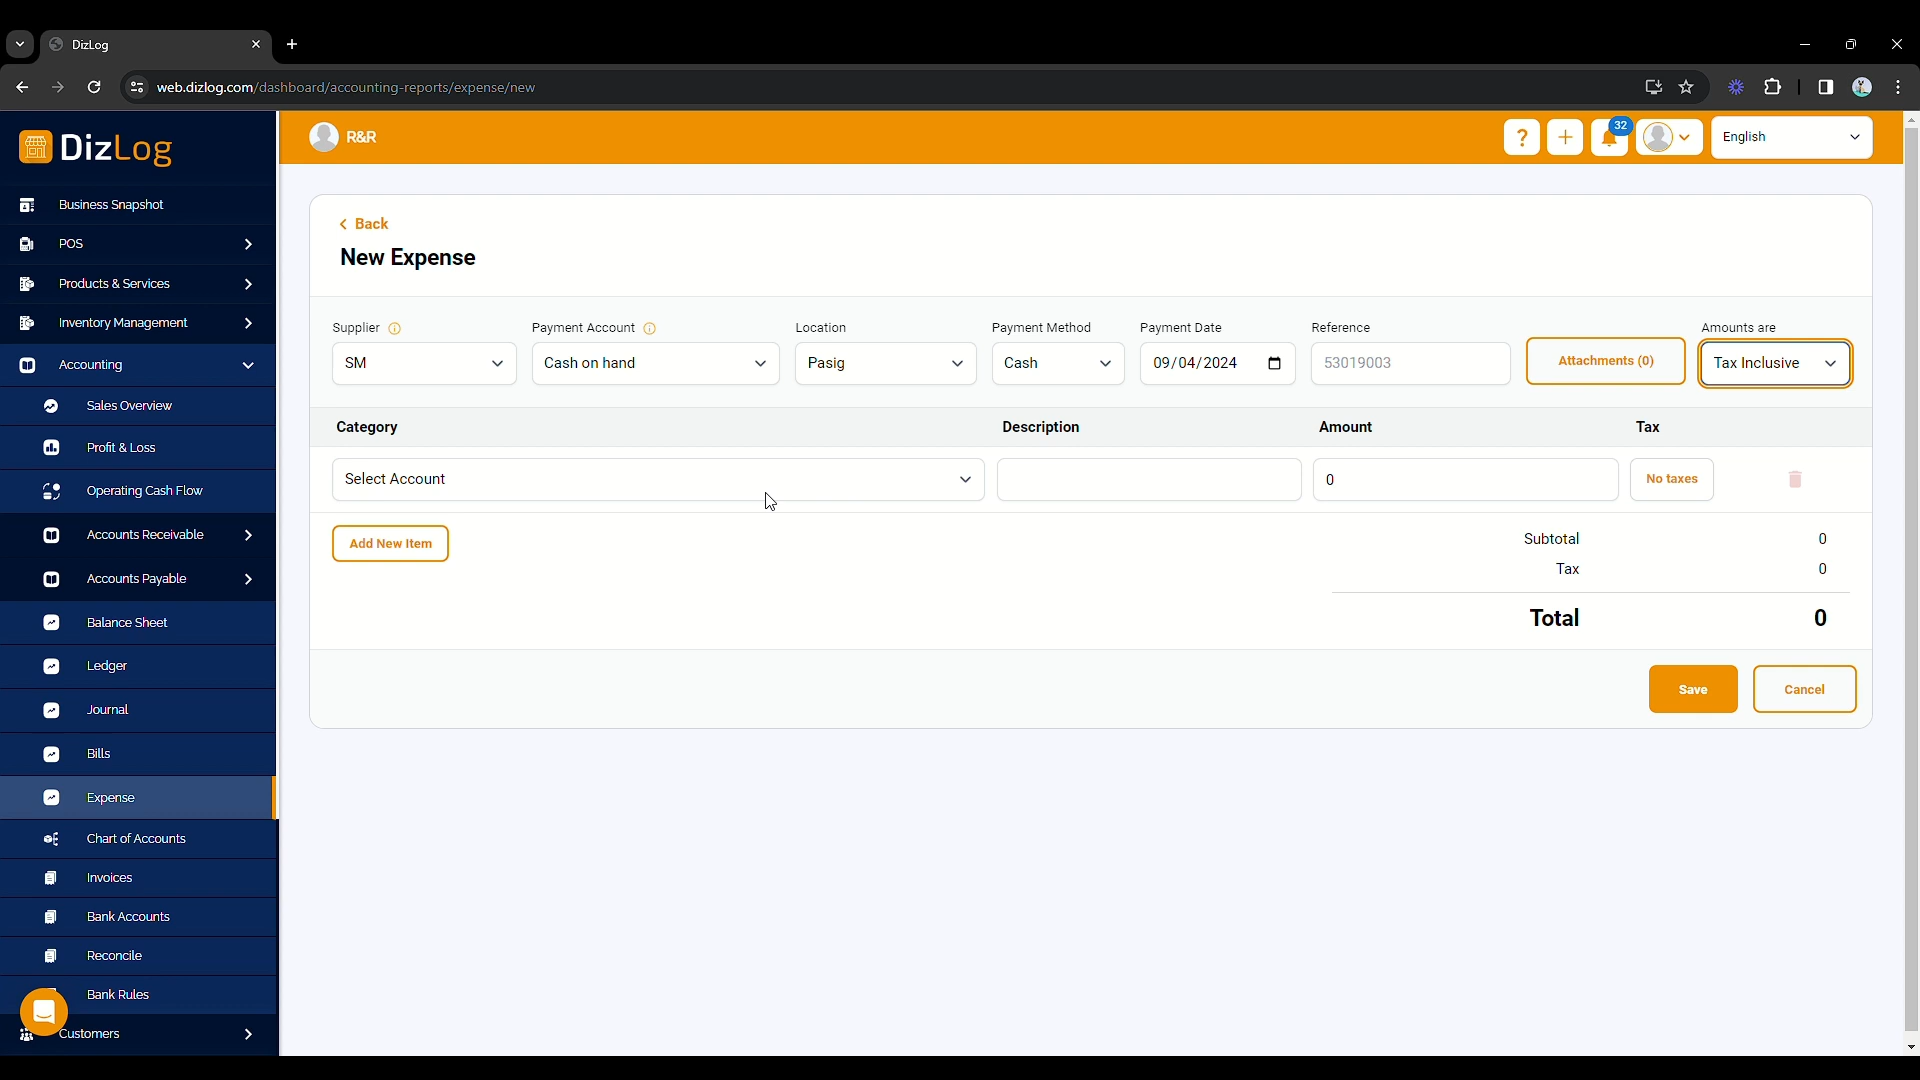 DizLog
web.dizlog.com/dashboard/accounting-reports/expense/new
DizLog
R&R
?
32
English
Business Snapshot
POS
Products & Services
Inventory Management
Accounting
Sales Overview
Profit & Loss
Operating Cash Flow
Accounts Receivable
Accounts Payable
Balance Sheet
Ledger
Journal
Bills
Expense
Chart of Accounts
Invoices
Bank Accounts
Reconcile
Bank Rules
Customers
Back
New Expense
Supplier Payment Account Location Payment Method Payment Date Reference Amounts are
SM Cash on hand Pasig Cash 09/04/2024 53019003 Attachments (0) Tax Inclusive
Category Description Amount Tax
Select Account 0 No taxes
Add New Item
Subtotal 0
Tax 0
Total 0
Save Cancel